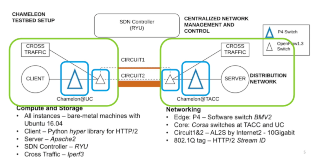 CHAMELEON
TESTBED SETUP
SDN Controller
(RYU)
CENTRALIZED NETWORK
MANAGEMENT AND
CONTROL
P4 Switch
OpenFlow1.3
Switch
CROSS
TRAFFIC
CIRCUIT1
CROSS
TRAFFIC
CLIENT
CIRCUIT2
SERVER
DISTRIBUTION
NETWORK
Chameleon@UC
Chameleon@TACC
Compute and Storage
• All instances – bare-metal machines with
Ubuntu 16.04
• Client – Python hyper library for HTTP/2
• Server – Apache2
• SDN Controller – RYU
• Cross Traffic – Iperf3
Networking
• Edge: P4 – Software switch BMV2
• Core: Corsa switches at TACC and UC
• Circuit1&2 – AL2S by Internet2 - 10Gigabit
• 802.1Q tag – HTTP/2 Stream ID